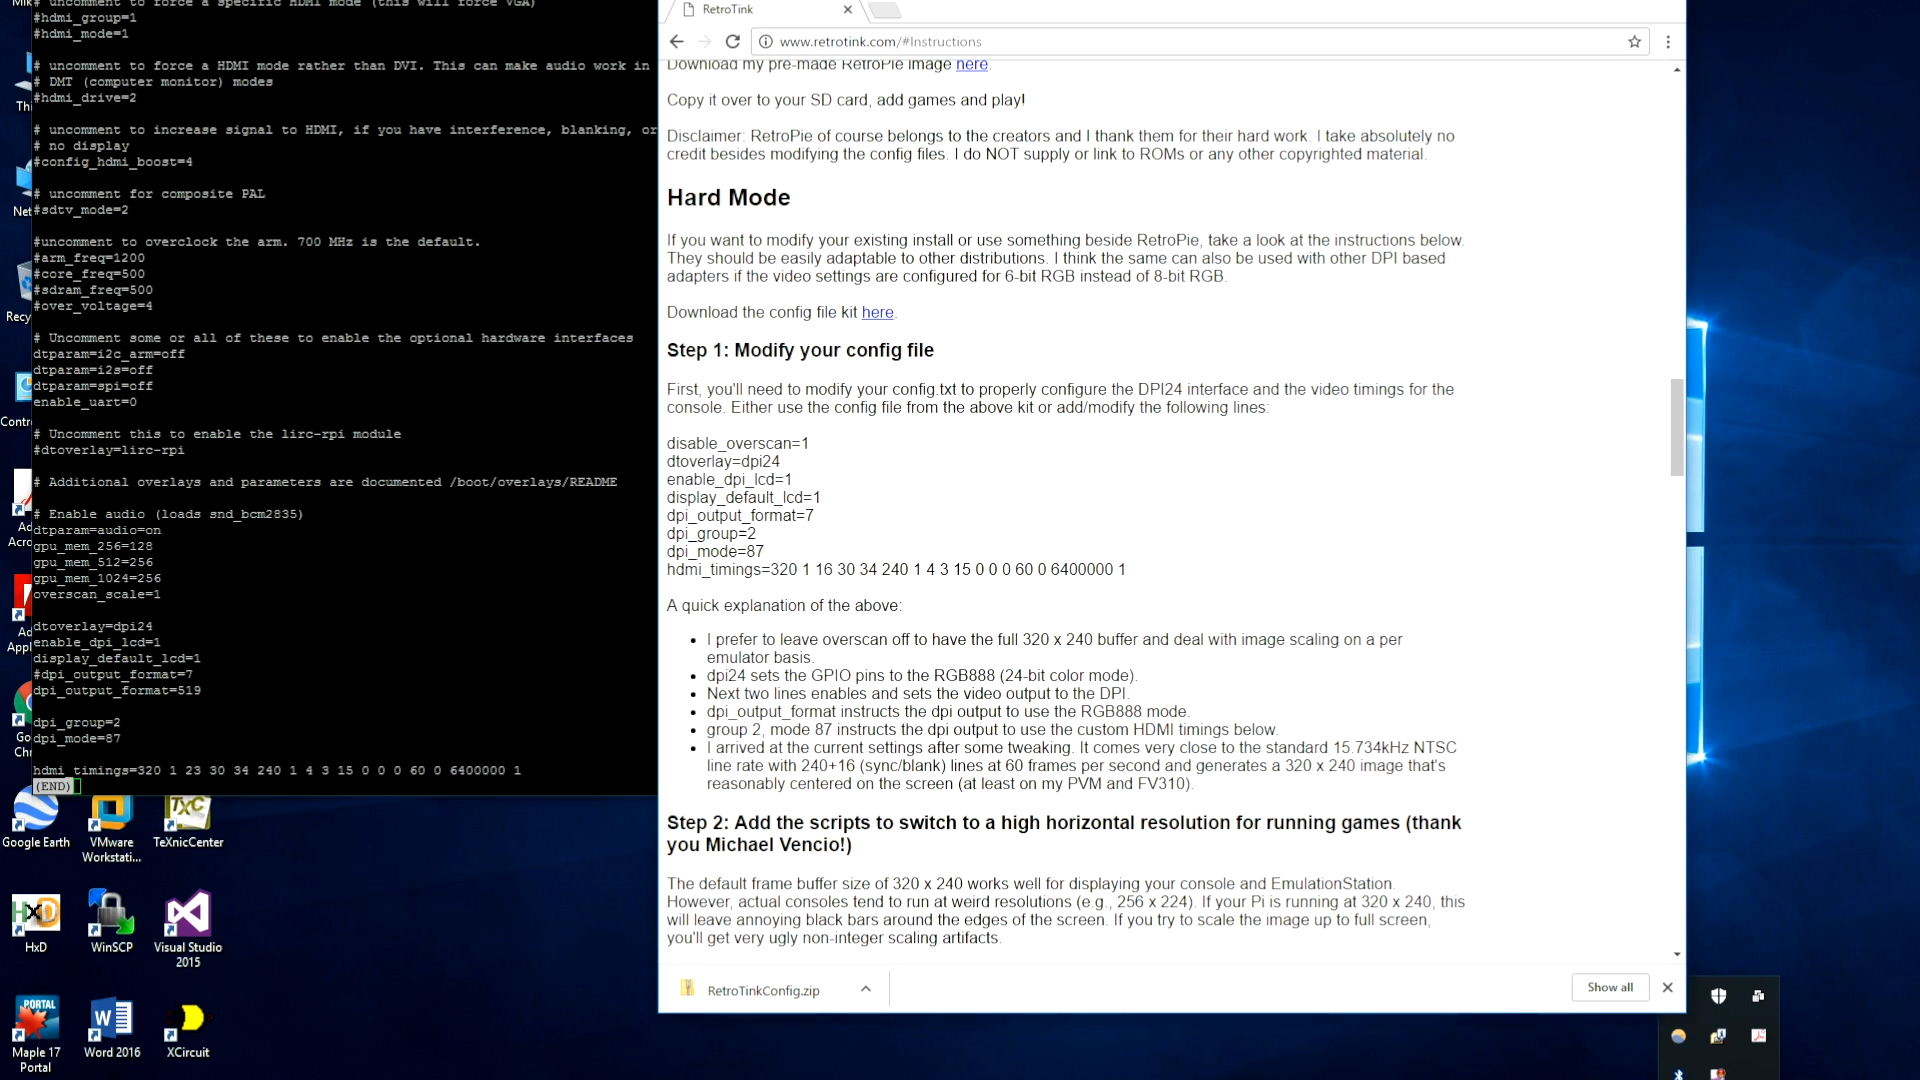 # uncomment to force a specific HDMI mode (this will force VGA)
#hdmi_group=1
#hdmi_mode=1
# uncomment to force a HDMI mode rather than DVI. This can make audio work in
# DMT (computer monitor) modes
#hdmi_drive=2
# uncomment to increase signal to HDMI, if you have interference, blanking, or
# no display
#config_hdmi_boost=4
# uncomment for composite PAL
#sdtv_mode=2
#uncomment to overclock the arm. 700 MHz is the default.
#arm_freq=1200
#core_freq=500
#sdram_freq=500
#over_voltage=4
# Uncomment some or all of these to enable the optional hardware interfaces
dtparam=i2c_arm=off
dtparam=i2s=off
dtparam=spi=off
enable_uart=0
# Uncomment this to enable the lirc-rpi module
#dtoverlay=lirc-rpi
# Additional overlays and parameters are documented /boot/overlays/README
# Enable audio (loads snd_bcm2835)
dtparam=audio=on
gpu_mem_256=128
gpu_mem_512=256
gpu_mem_1024=256
overscan_scale=1
dtoverlay=dpi24
enable_dpi_lcd=1
display_default_lcd=1
#dpi_output_format=7
dpi_output_format=519
dpi_group=2
dpi_mode=87
hdmi_timings=320 1 23 30 34 240 1 4 3 15 0 0 0 60 0 6400000 1
(END)
RetroTink
www.retrotink.com/#Instructions
Download my pre-made RetroPie image here.
Copy it over to your SD card, add games and play!
Disclaimer: RetroPie of course belongs to the creators and I thank them for their hard work. I take absolutely no
credit besides modifying the config files. I do NOT supply or link to ROMs or any other copyrighted material.
Hard Mode
If you want to modify your existing install or use something beside RetroPie, take a look at the instructions below.
They should be easily adaptable to other distributions. I think the same can also be used with other DPI based
adapters if the video settings are configured for 6-bit RGB instead of 8-bit RGB.
Download the config file kit here.
Step 1: Modify your config file
First, you'll need to modify your config.txt to properly configure the DPI24 interface and the video timings for the
console. Either use the config file from the above kit or add/modify the following lines:
disable_overscan=1
dtoverlay=dpi24
enable_dpi_lcd=1
display_default_lcd=1
dpi_output_format=7
dpi_group=2
dpi_mode=87
hdmi_timings=320 1 16 30 34 240 1 4 3 15 0 0 0 60 0 6400000 1
A quick explanation of the above:
• I prefer to leave overscan off to have the full 320 x 240 buffer and deal with image scaling on a per
emulator basis.
• dpi24 sets the GPIO pins to the RGB888 (24-bit color mode).
• Next two lines enables and sets the video output to the DPI.
• dpi_output_format instructs the dpi output to use the RGB888 mode.
• group 2, mode 87 instructs the dpi output to use the custom HDMI timings below.
• I arrived at the current settings after some tweaking. It comes very close to the standard 15.734kHz NTSC
line rate with 240+16 (sync/blank) lines at 60 frames per second and generates a 320 x 240 image that's
reasonably centered on the screen (at least on my PVM and FV310).
Step 2: Add the scripts to switch to a high horizontal resolution for running games (thank
you Michael Vencio!)
The default frame buffer size of 320 x 240 works well for displaying your console and EmulationStation.
However, actual consoles tend to run at weird resolutions (e.g., 256 x 224). If your Pi is running at 320 x 240, this
will leave annoying black bars around the edges of the screen. If you try to scale the image up to full screen,
you'll get very ugly non-integer scaling artifacts.
RetroTinkConfig.zip
Show all
Mik
Thi
Net
Recy
Contr
Ad
Acro
Ad
Appl
Go
Chr
TXC
Google Earth
VMware
Workstati...
TeXnicCenter
HXD
HxD
WinSCP
Visual Studio
2015
PORTAL
W
Maple 17
Portal
Word 2016
XCircuit